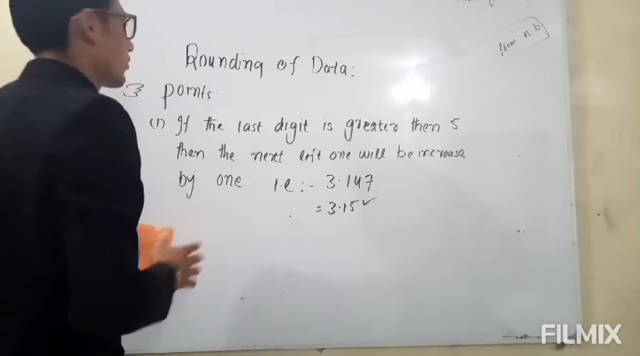 Rounding of Data:
3 points
(1) If the last digit is greater then 5
then the next left one will be increase
by one i.e :- 3.147
= 3.15 ✓
FILMIX